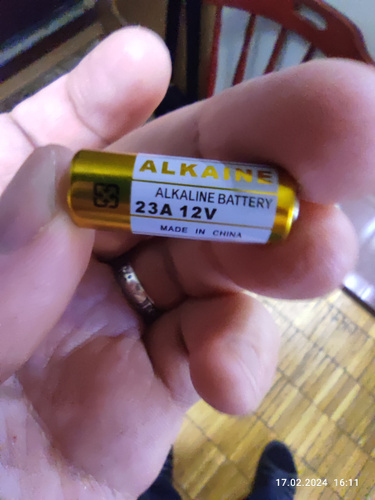 ALKAINE
ALKALINE BATTERY
23A 12V
MADE IN CHINA
17.02.2024 16:11